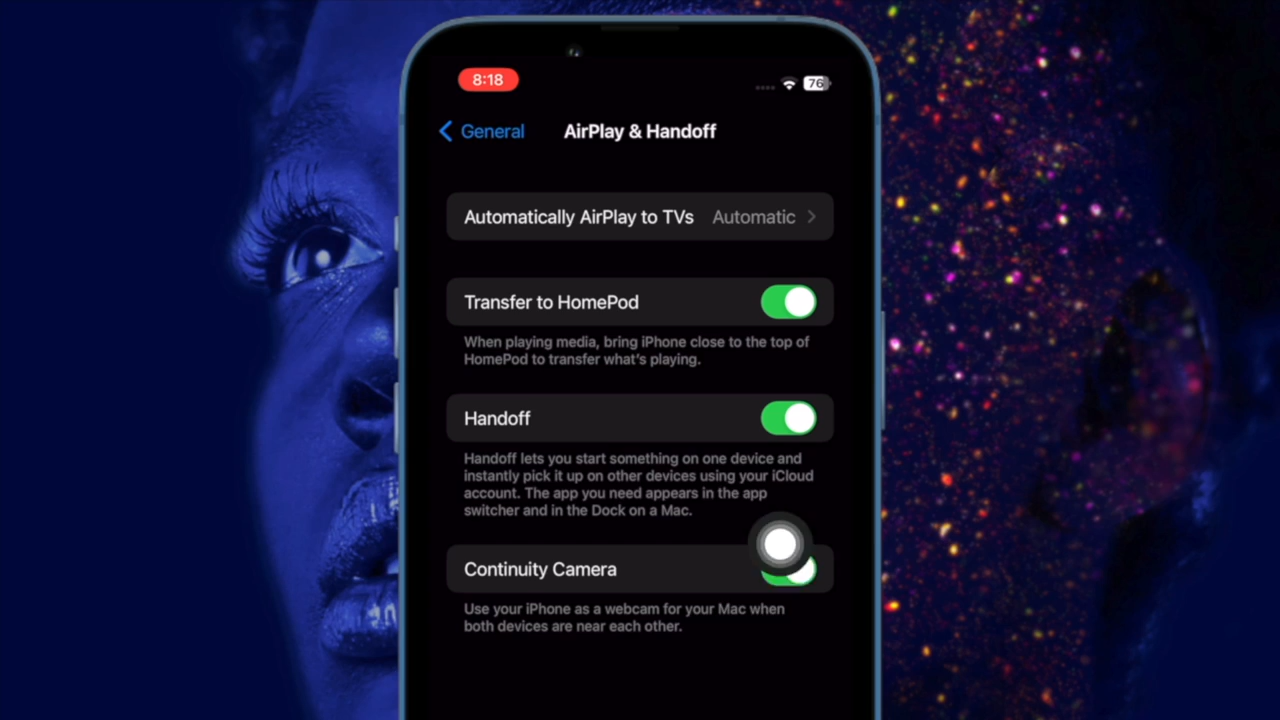 8:18
76
General
AirPlay & Handoff
Automatically AirPlay to TVs Automatic
Transfer to HomePod
When playing media, bring iPhone close to the top of
HomePod to transfer what's playing.
Handoff
Handoff lets you start something on one device and
instantly pick it up on other devices using your iCloud
account. The app you need appears in the app
switcher and in the Dock on a Mac.
Continuity Camera
Use your iPhone as a webcam for your Mac when
both devices are near each other.